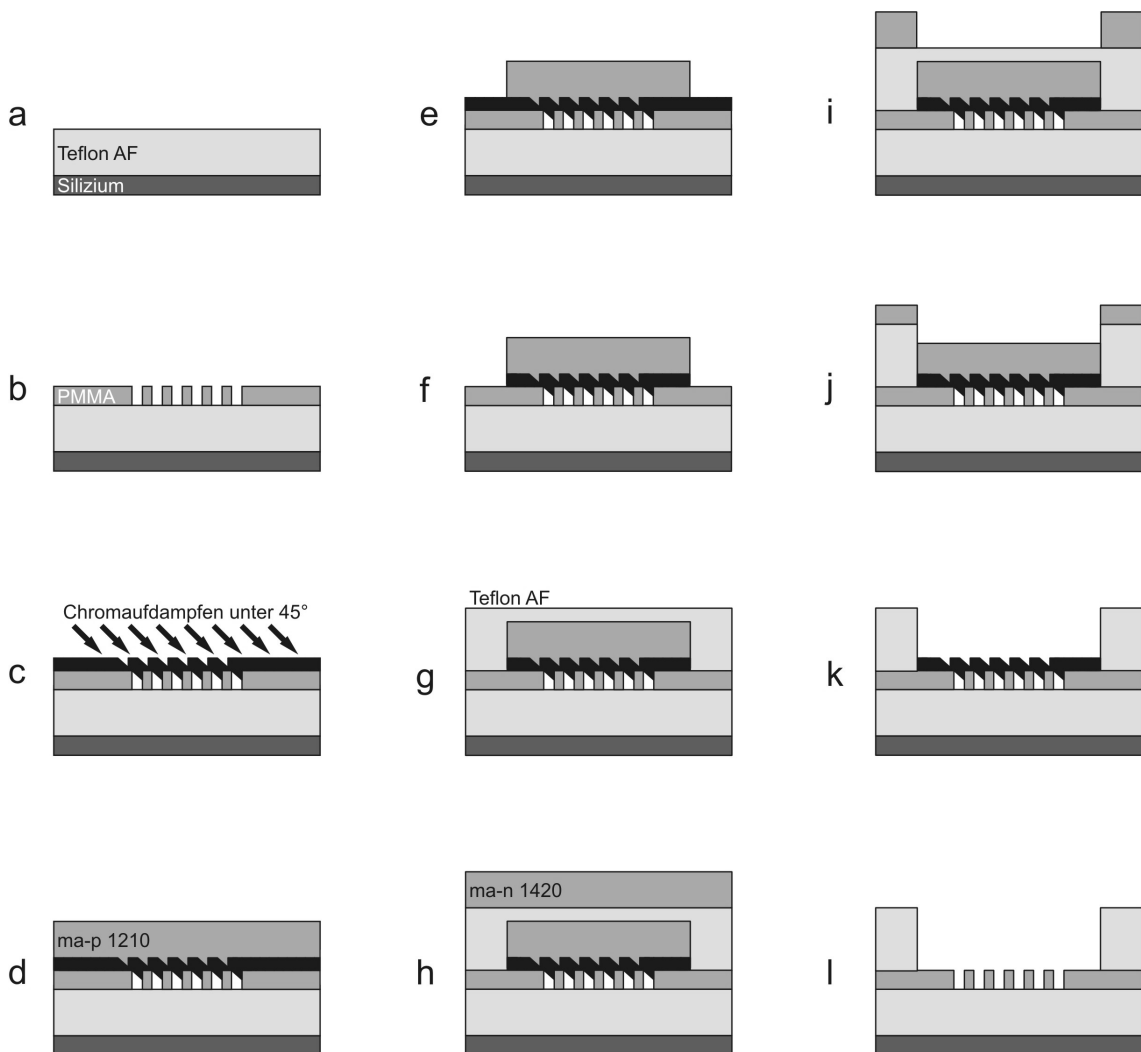 a
Teflon AF
Silizium
b
PMMA
c
Chromaufdampfen unter 45°
d
ma-p 1210
e
f
g
Teflon AF
h
ma-n 1420
i
j
k
l